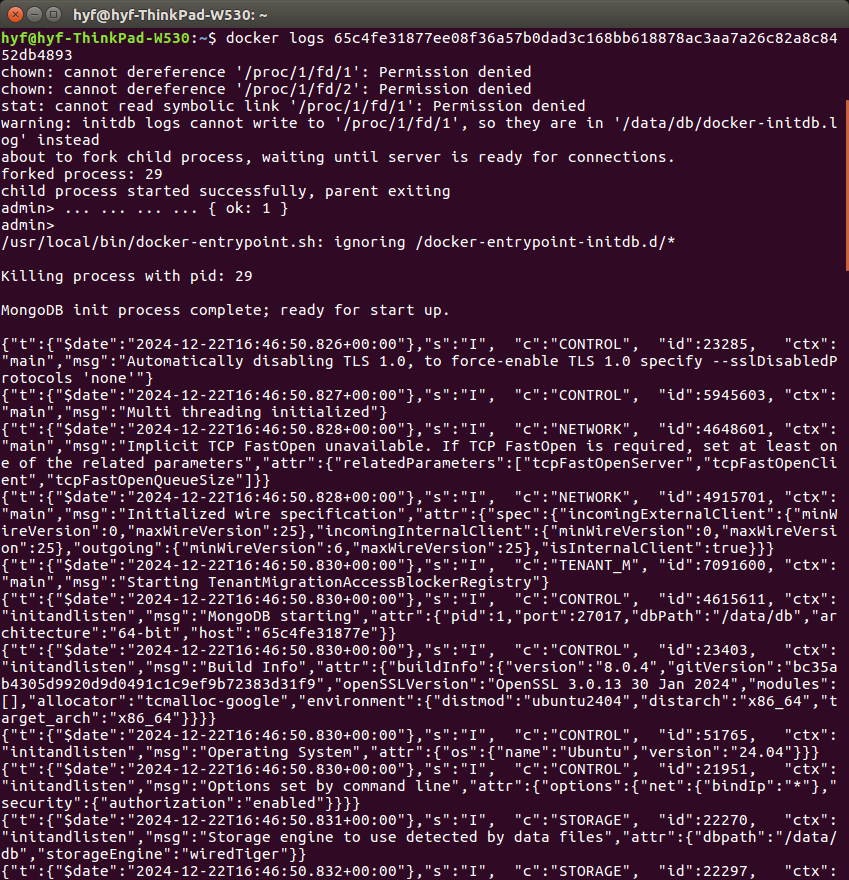 hyf@hyf-ThinkPad-W530: ~
hyf@hyf-ThinkPad-W530:~$ docker logs 65c4fe31877ee08f36a57b0dad3c168bb618878ac3aa7a26c82a8c84
52db4893
chown: cannot dereference '/proc/1/fd/1': Permission denied
chown: cannot dereference '/proc/1/fd/2': Permission denied
stat: cannot read symbolic link '/proc/1/fd/1': Permission denied
warning: initdb logs cannot write to '/proc/1/fd/1', so they are in '/data/db/docker-initdb.l
og' instead
about to fork child process, waiting until server is ready for connections.
forked process: 29
child process started successfully, parent exiting
admin> ... ... ... ... { ok: 1 }
admin>
/usr/local/bin/docker-entrypoint.sh: ignoring /docker-entrypoint-initdb.d/*
Killing process with pid: 29
MongoDB init process complete; ready for start up.
{"t":{"$date":"2024-12-22T16:46:50.826+00:00"},"s":"I",  "c":"CONTROL",  "id":23285,   "ctx":
"main","msg":"Automatically disabling TLS 1.0, to force-enable TLS 1.0 specify --sslDisabledP
rotocols 'none'"}
{"t":{"$date":"2024-12-22T16:46:50.827+00:00"},"s":"I",  "c":"CONTROL",  "id":5945603, "ctx":
"main","msg":"Multi threading initialized"}
{"t":{"$date":"2024-12-22T16:46:50.828+00:00"},"s":"I",  "c":"NETWORK",  "id":4648601, "ctx":
"main","msg":"Implicit TCP FastOpen unavailable. If TCP FastOpen is required, set at least on
e of the related parameters","attr":{"relatedParameters":["tcpFastOpenServer","tcpFastOpenCli
ent","tcpFastOpenQueueSize"]}}
{"t":{"$date":"2024-12-22T16:46:50.828+00:00"},"s":"I",  "c":"NETWORK",  "id":4915701, "ctx":
"main","msg":"Initialized wire specification","attr":{"spec":{"incomingExternalClient":{"minW
ireVersion":0,"maxWireVersion":25},"incomingInternalClient":{"minWireVersion":0,"maxWireVersi
on":25},"outgoing":{"minWireVersion":6,"maxWireVersion":25},"isInternalClient":true}}}
{"t":{"$date":"2024-12-22T16:46:50.830+00:00"},"s":"I",  "c":"TENANT_M", "id":7091600, "ctx":
"main","msg":"Starting TenantMigrationAccessBlockerRegistry"}
{"t":{"$date":"2024-12-22T16:46:50.830+00:00"},"s":"I",  "c":"CONTROL",  "id":4615611, "ctx":
"initandlisten","msg":"MongoDB starting","attr":{"pid":1,"port":27017,"dbPath":"/data/db","ar
chitecture":"64-bit","host":"65c4fe31877e"}}
{"t":{"$date":"2024-12-22T16:46:50.830+00:00"},"s":"I",  "c":"CONTROL",  "id":23403,   "ctx":
"initandlisten","msg":"Build Info","attr":{"buildInfo":{"version":"8.0.4","gitVersion":"bc35a
b4305d9920d9d0491c1c9ef9b72383d31f9","openSSLVersion":"OpenSSL 3.0.13 30 Jan 2024","modules":
[],"allocator":"tcmalloc-google","environment":{"distmod":"ubuntu2404","distarch":"x86_64","t
arget_arch":"x86_64"}}}}
{"t":{"$date":"2024-12-22T16:46:50.830+00:00"},"s":"I",  "c":"CONTROL",  "id":51765,   "ctx":
"initandlisten","msg":"Operating System","attr":{"os":{"name":"Ubuntu","version":"24.04"}}}
{"t":{"$date":"2024-12-22T16:46:50.830+00:00"},"s":"I",  "c":"CONTROL",  "id":21951,   "ctx":
"initandlisten","msg":"Options set by command line","attr":{"options":{"net":{"bindIp":"*"},"
security":{"authorization":"enabled"}}}}
{"t":{"$date":"2024-12-22T16:46:50.831+00:00"},"s":"I",  "c":"STORAGE",  "id":22270,   "ctx":
"initandlisten","msg":"Storage engine to use detected by data files","attr":{"dbpath":"/data/
db","storageEngine":"wiredTiger"}}
{"t":{"$date":"2024-12-22T16:46:50.832+00:00"},"s":"I",  "c":"STORAGE",  "id":22297,   "ctx":